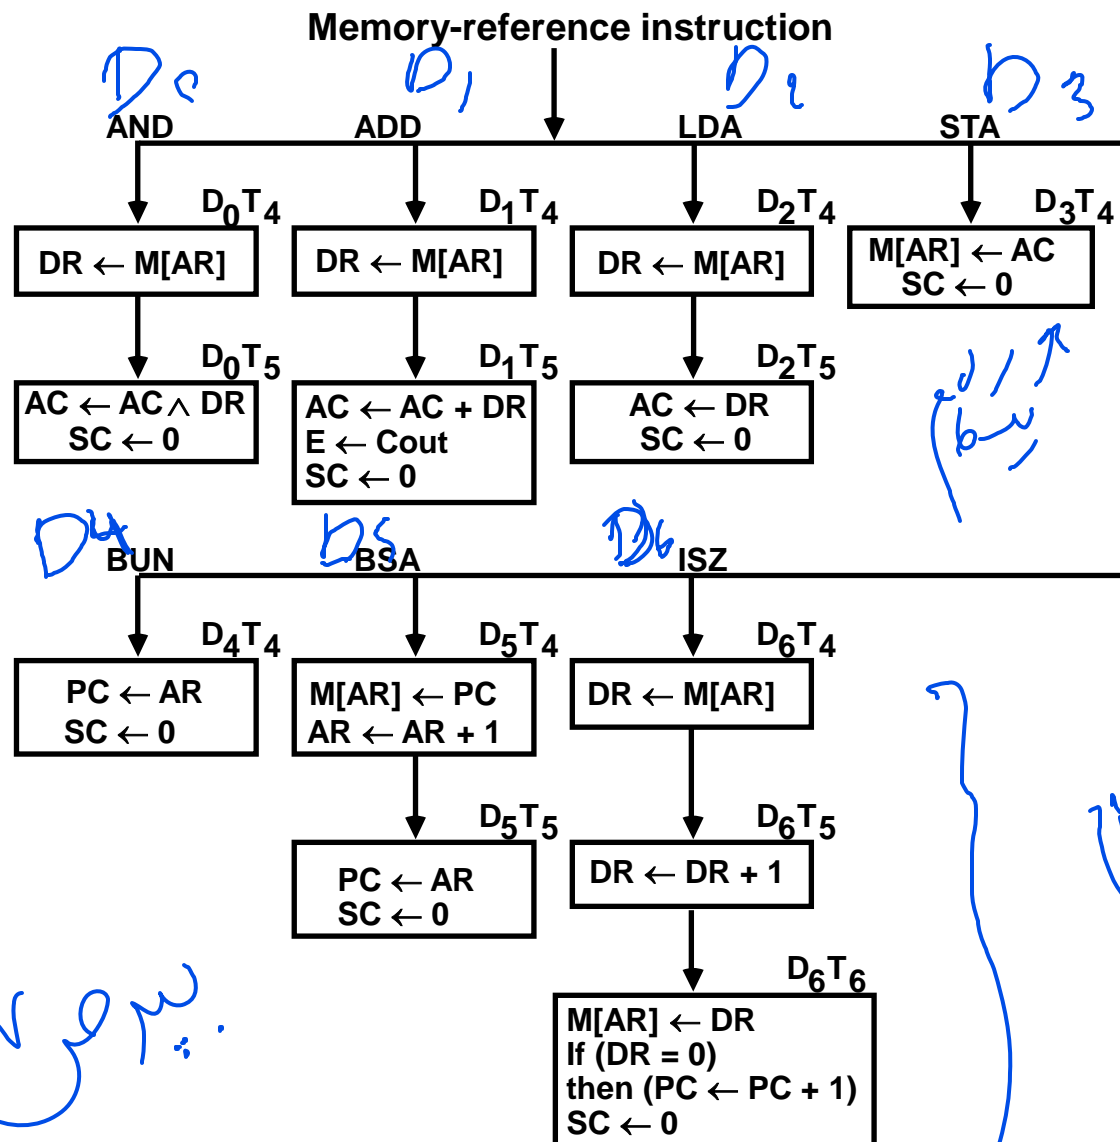 Memory-reference instruction
D0 D1 D2 D3
AND ADD LDA STA
D0T4 D1T4 D2T4 D3T4
DR ← M[AR] DR ← M[AR] DR ← M[AR] M[AR] ← AC
SC ← 0
D0T5 D1T5 D2T5
AC ← AC ∧ DR AC ← AC + DR AC ← DR
SC ← 0 E ← Cout SC ← 0
SC ← 0
D4 D5 D6
BUN BSA ISZ
D4T4 D5T4 D6T4
PC ← AR M[AR] ← PC DR ← M[AR]
SC ← 0 AR ← AR + 1
D5T5 D6T5
PC ← AR DR ← DR + 1
SC ← 0
D6T6
M[AR] ← DR
If (DR = 0)
then (PC ← PC + 1)
SC ← 0